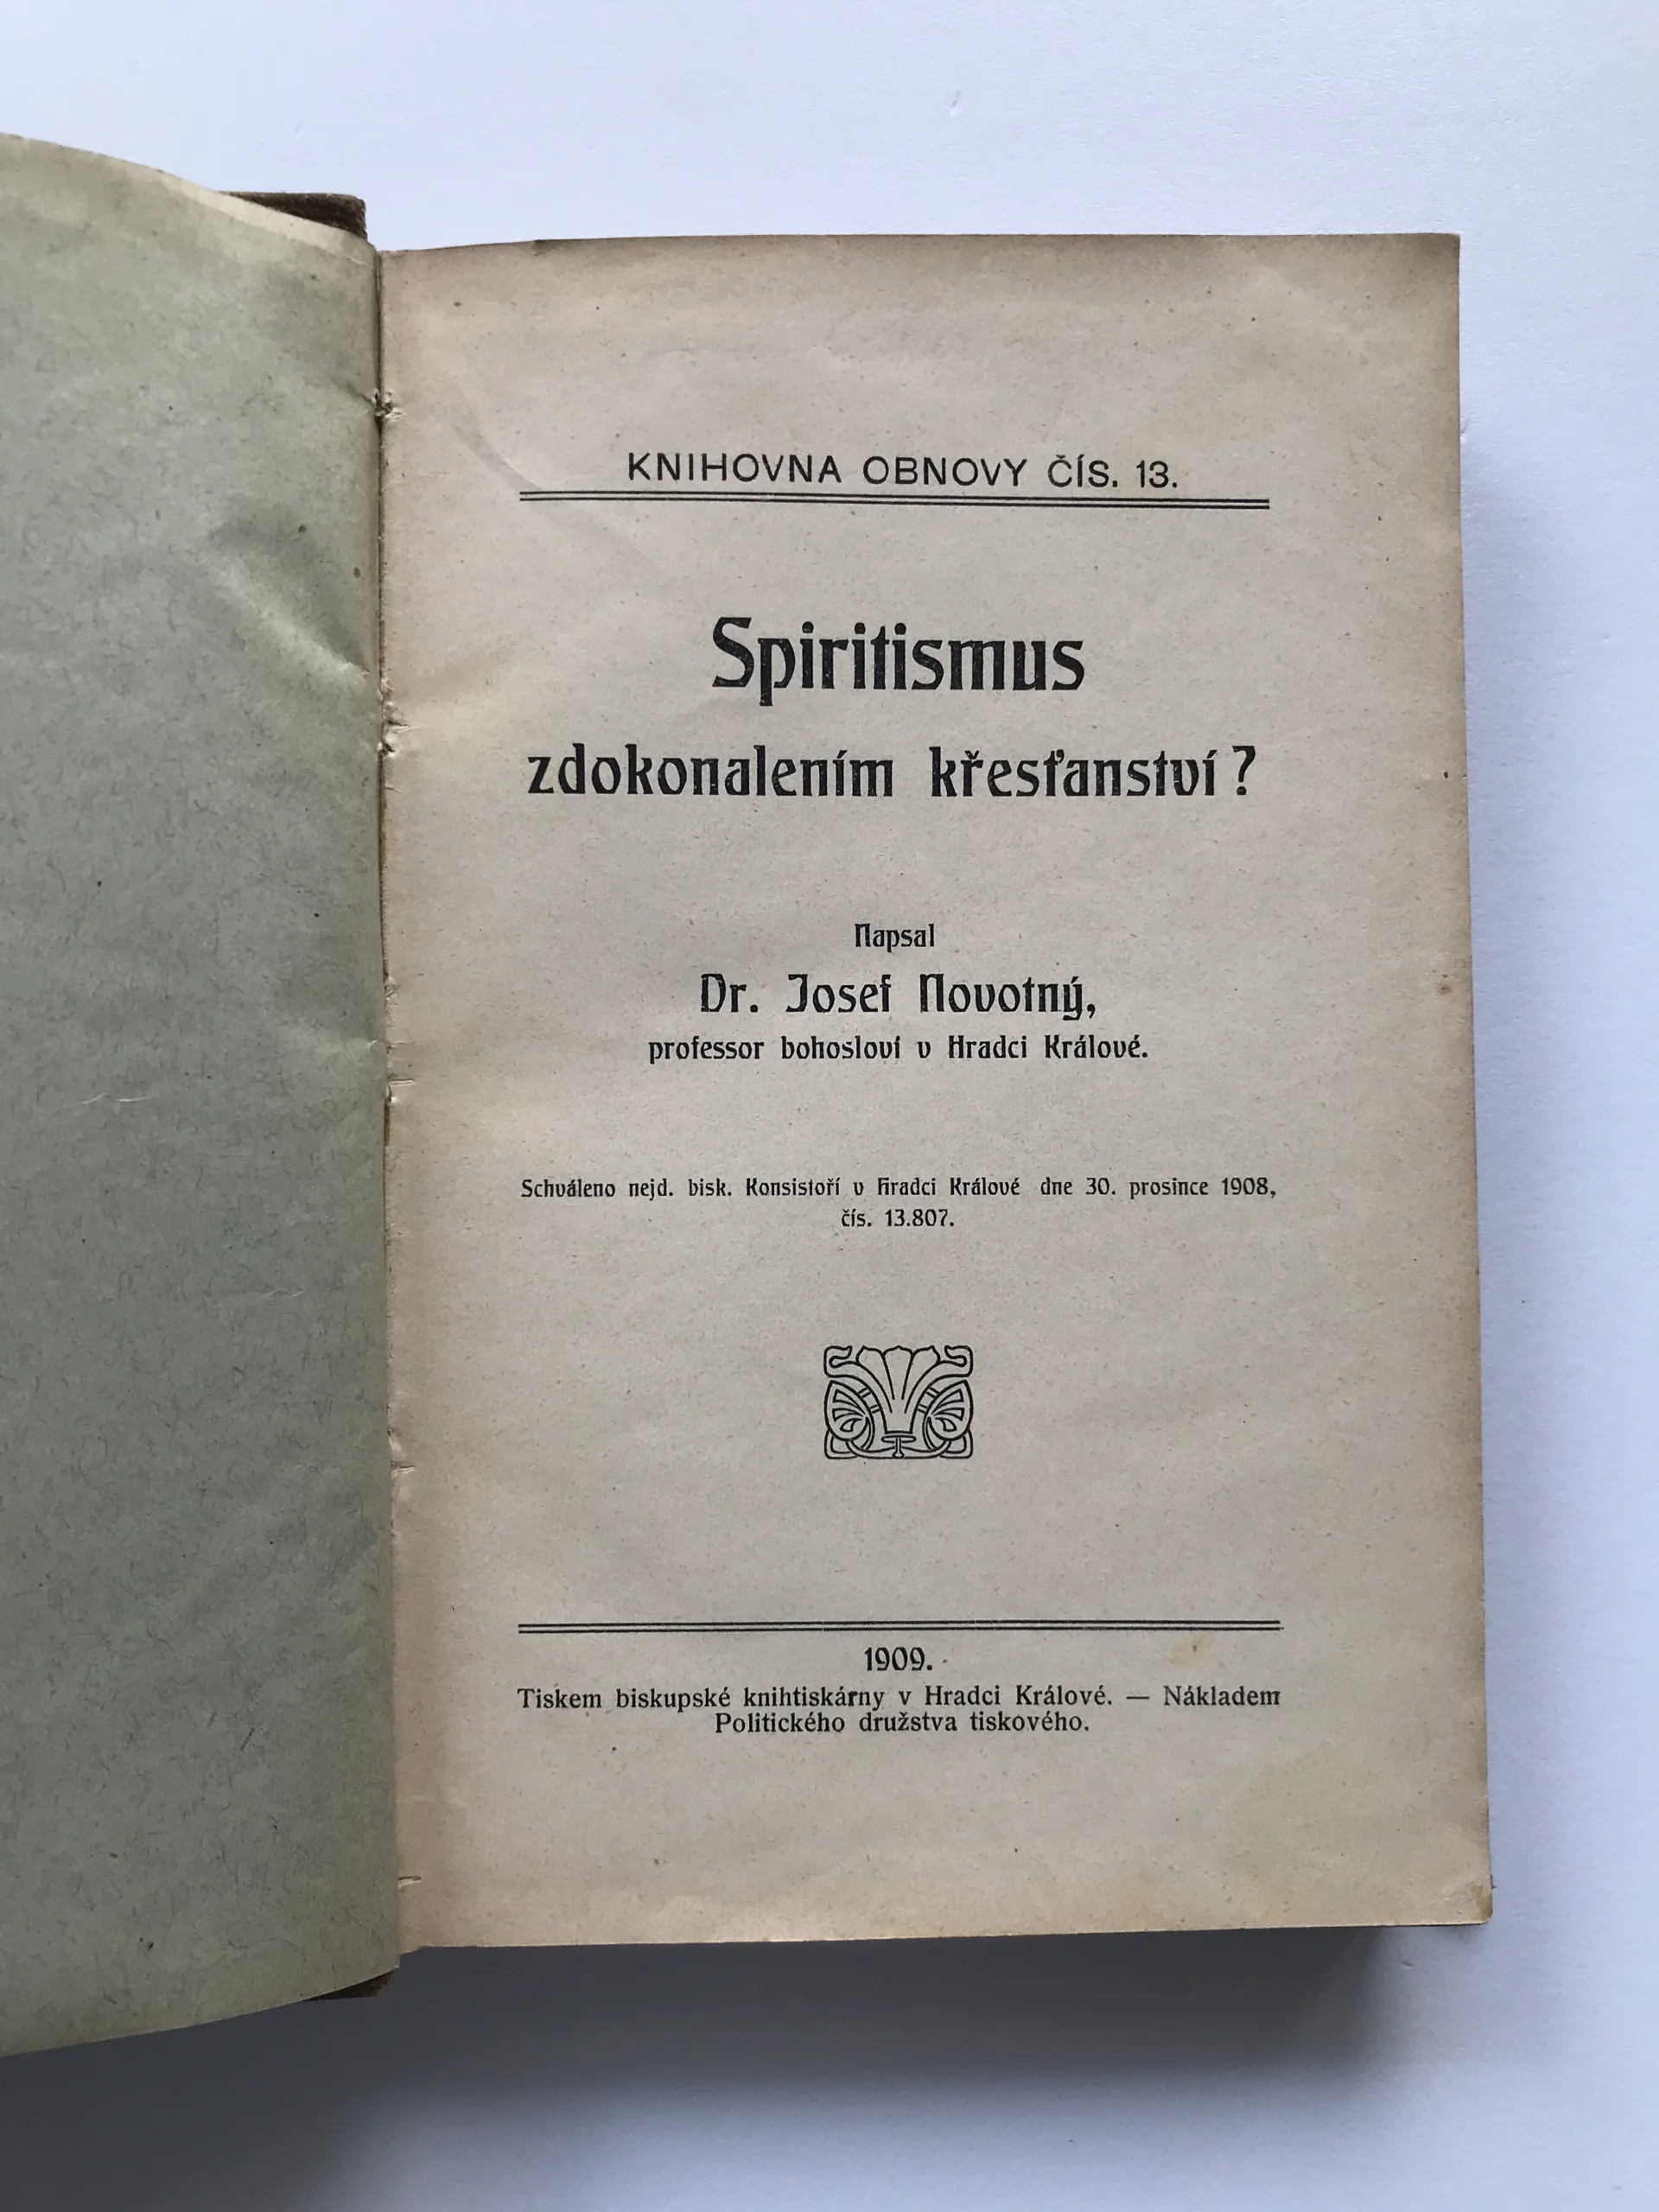 KNIHOVNA OBNOVY ČÍS. 13.
Spiritismus
zdokonalením křesťanství?
Napsal
Dr. Josef Novotný,
professor bohosloví v Hradci Králové.
Schváleno nejd. bisk. Konsistoří v Hradci Králové dne 30. prosince 1908,
čís. 13.807.
1909.
Tiskem biskupské knihtiskárny v Hradci Králové. — Nákladem
Politického družstva tiskového.